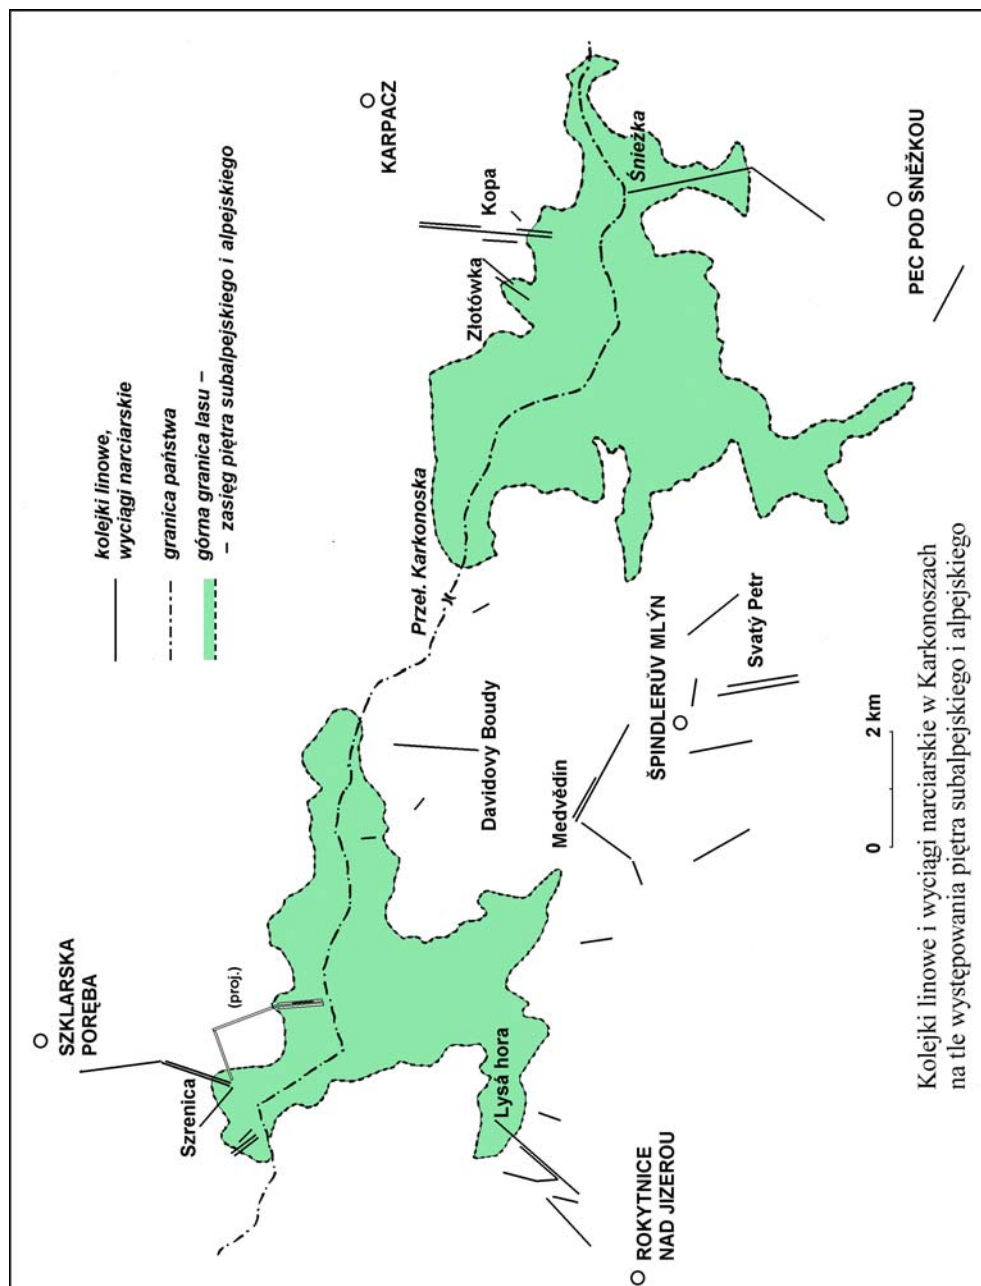 kolejki linowe,
wyciągi narciarskie
granica państwa
górna granica lasu –
– zasięg piętra subalpejskiego i alpejskiego
SZKLARSKA
PORĘBA
KARPACZ
(proj.)
Szrenica
Kopa
Złotówka
Przeł. Karkonoska
Śnieżka
Davidovy Boudy
Lysá hora
Medvědín
ŠPINDLERŮV MLÝN
Svatý Petr
PEC POD SNĚŽKOU
ROKYTNICE
NAD JIZEROU
0 2 km
Kolejki linowe i wyciągi narciarskie w Karkonoszach
na tle występowania piętra subalpejskiego i alpejskiego